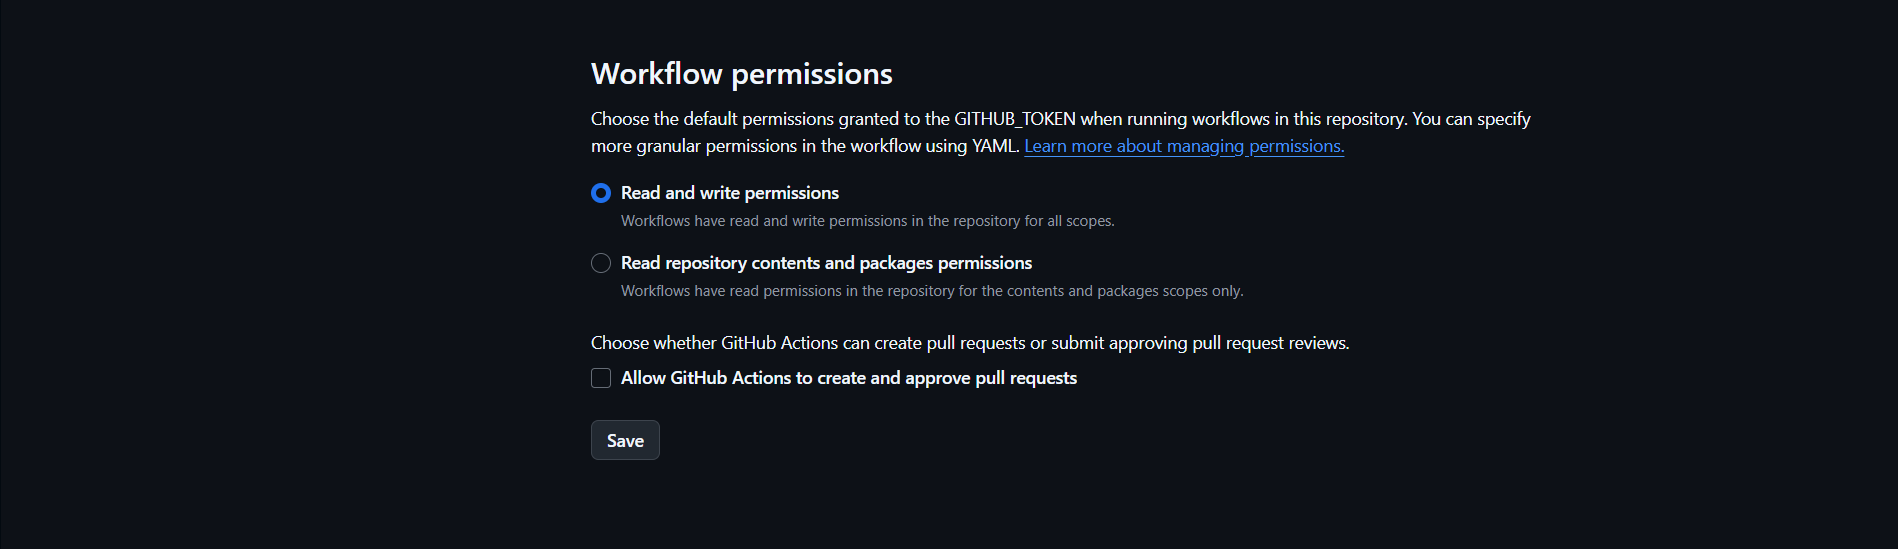 Workflow permissions
Choose the default permissions granted to the GITHUB_TOKEN when running workflows in this repository. You can specify
more granular permissions in the workflow using YAML. Learn more about managing permissions.
Read and write permissions
Workflows have read and write permissions in the repository for all scopes.
Read repository contents and packages permissions
Workflows have read permissions in the repository for the contents and packages scopes only.
Choose whether GitHub Actions can create pull requests or submit approving pull request reviews.
Allow GitHub Actions to create and approve pull requests
Save